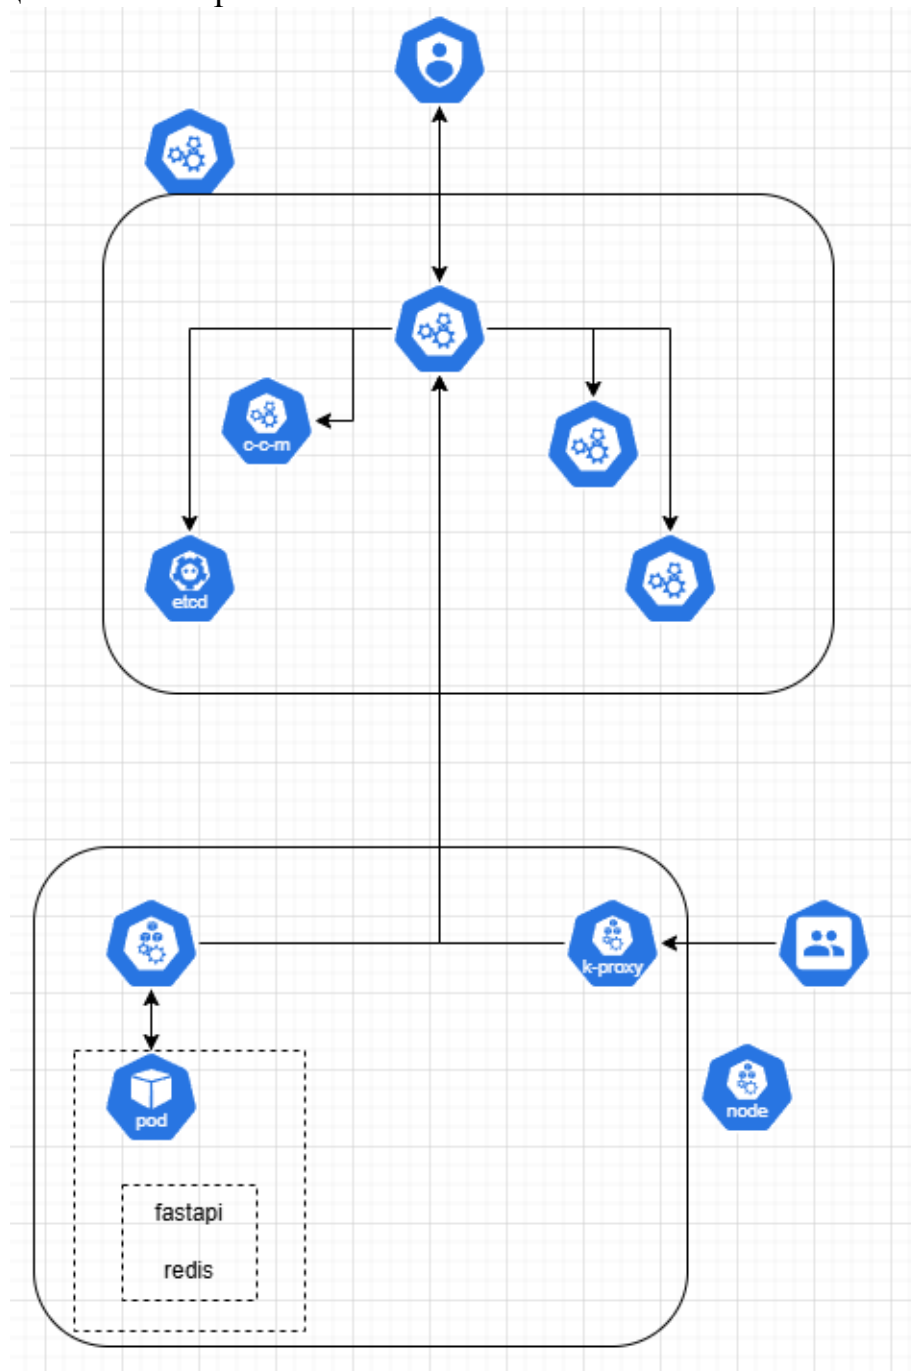 c-c-m
etcd
k-proxy
pod
node
fastapi
redis